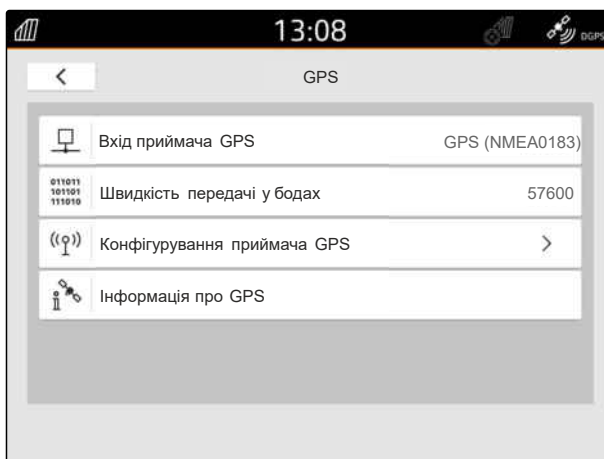 13:08
DGPS
GPS
Вхід приймача GPS GPS (NMEA0183)
011011
101101
111010
Швидкість передачі у бодах 57600
Конфігурування приймача GPS
Інформація про GPS